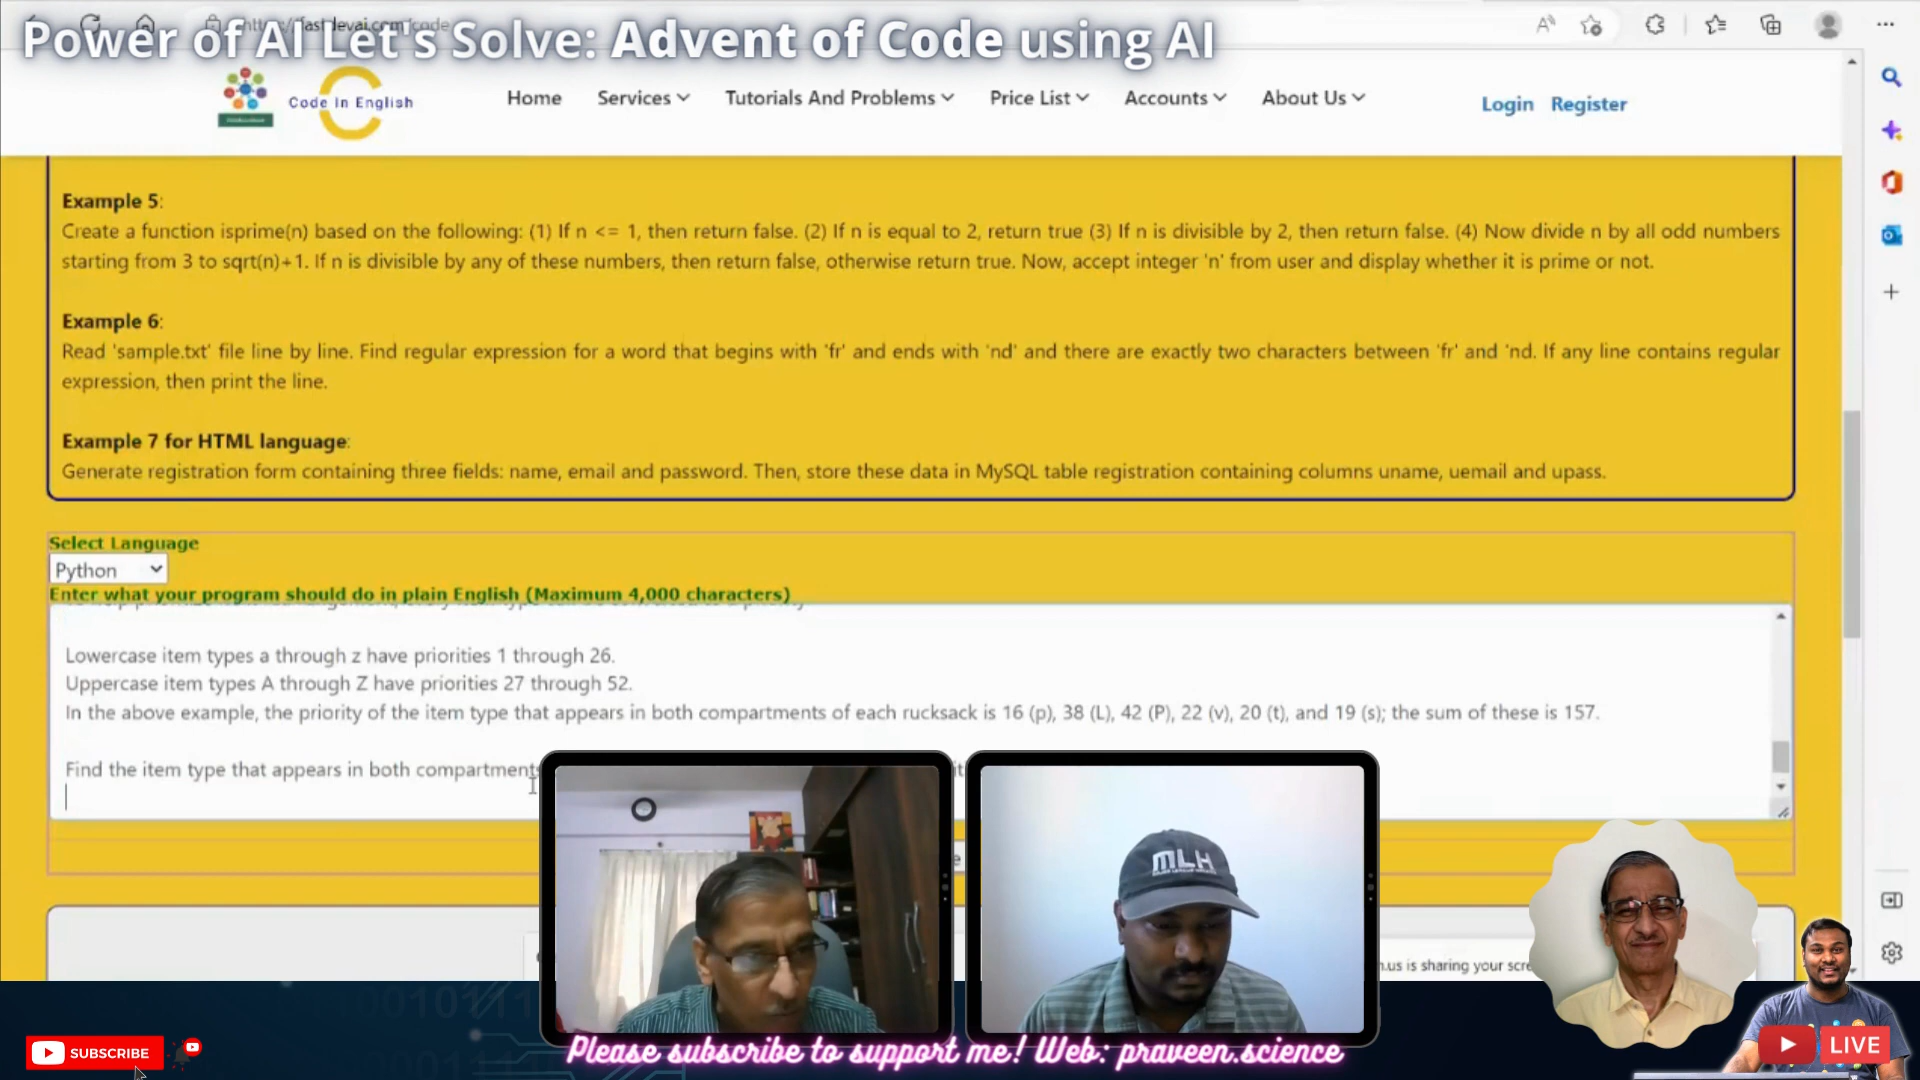 https://fastdevai.com/code
Power of AI Let's Solve: Advent of Code using AI
Code In English
Home Services Tutorials And Problems Price List Accounts About Us
Login Register
Example 5:
Create a function isprime(n) based on the following: (1) If n <= 1, then return false. (2) If n is equal to 2, return true (3) If n is divisible by 2, then return false. (4) Now divide n by all odd numbers
starting from 3 to sqrt(n)+1. If n is divisible by any of these numbers, then return false, otherwise return true. Now, accept integer 'n' from user and display whether it is prime or not.
Example 6:
Read 'sample.txt' file line by line. Find regular expression for a word that begins with 'fr' and ends with 'nd' and there are exactly two characters between 'fr' and 'nd. If any line contains regular
expression, then print the line.
Example 7 for HTML language:
Generate registration form containing three fields: name, email and password. Then, store these data in MySQL table registration containing columns uname, uemail and upass.
Select Language
Python
Enter what your program should do in plain English (Maximum 4,000 characters)
Lowercase item types a through z have priorities 1 through 26.
Uppercase item types A through Z have priorities 27 through 52.
In the above example, the priority of the item type that appears in both compartments of each rucksack is 16 (p), 38 (L), 42 (P), 22 (v), 20 (t), and 19 (s); the sum of these is 157.
Find the item type that appears in both compartments
MLH
is sharing your scre
SUBSCRIBE
Please subscribe to support me! Web: praveen.science
LIVE